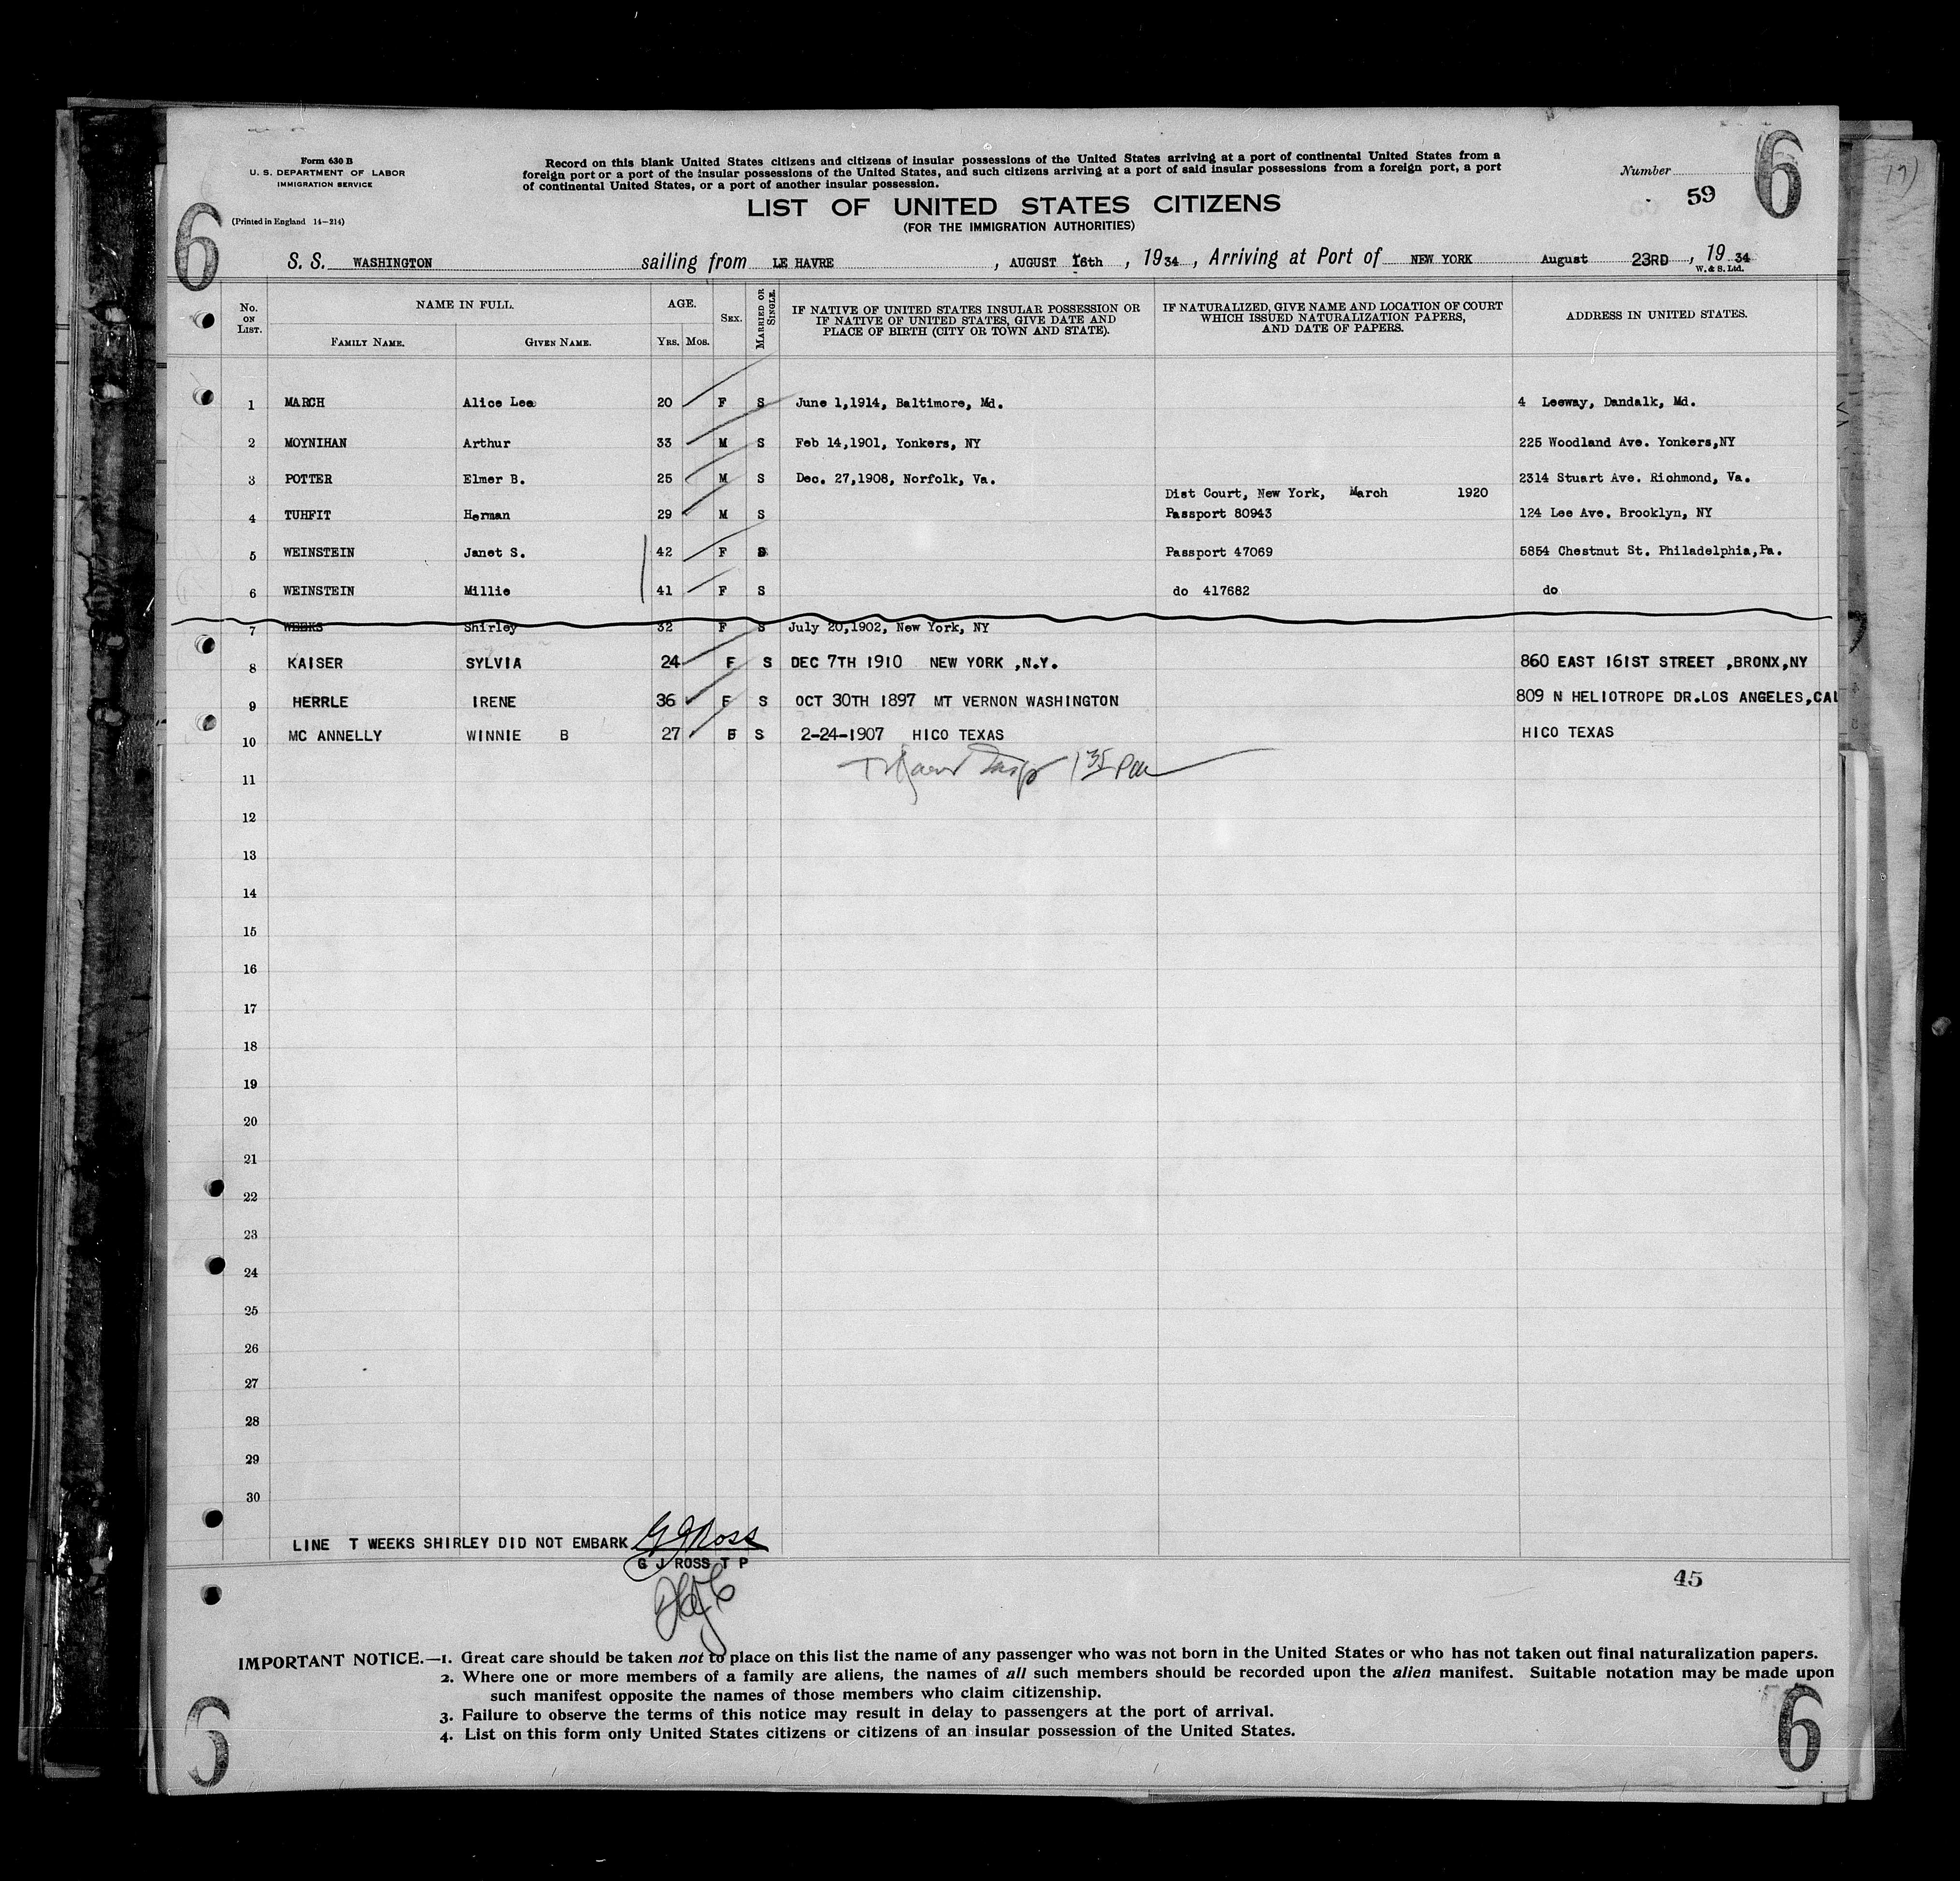 Form 630 B
U. S. DEPARTMENT OF LABOR
IMMIGRATION SERVICE
(Printed in England 14—214)
Record on this blank United States citizens and citizens of insular possessions of the United States arriving at a port of continental United States from a
foreign port or a port of the insular possessions of the United States, and such citizens arriving at a port of said insular possessions from a foreign port, a port
of continental United States, or a port of another insular possession.
Number
59
6
6
LIST OF UNITED STATES CITIZENS
(FOR THE IMMIGRATION AUTHORITIES)
S. S. WASHINGTON sailing from LE HAVRE, AUGUST 16th, 1934, Arriving at Port of NEW YORK August 23RD, 1934
W. & S. Ltd.
No. ON LIST. NAME IN FULL. AGE. SEX. MARRIED OR SINGLE. IF NATIVE OF UNITED STATES INSULAR POSSESSION OR IF NATIVE OF UNITED STATES, GIVE DATE AND PLACE OF BIRTH (CITY OR TOWN AND STATE). IF NATURALIZED, GIVE NAME AND LOCATION OF COURT WHICH ISSUED NATURALIZATION PAPERS, AND DATE OF PAPERS. ADDRESS IN UNITED STATES.
FAMILY NAME. GIVEN NAME. YRS. MOS.
1 MARCH Alice Lee 20 F S June 1,1914, Baltimore, Md. 4 Leeway, Dandalk, Md.
2 MOYNIHAN Arthur 33 M S Feb 14,1901, Yonkers, NY 225 Woodland Ave. Yonkers,NY
3 POTTER Elmer B. 25 M S Dec. 27,1908, Norfolk, Va. 2314 Stuart Ave. Richmond, Va.
Dist Court, New York, March 1920
4 TUHFIT Herman 29 M S Passport 80943 124 Lee Ave. Brooklyn, NY
5 WEINSTEIN Janet S. 42 F S Passport 47069 5854 Chestnut St. Philadelphia,Pa.
6 WEINSTEIN Millie 41 F S do 417682 do
7 WEEKS Shirley 32 F S July 20,1902, New York, NY
8 KAISER SYLVIA 24 F S DEC 7TH 1910 NEW YORK ,N.Y. 860 EAST 161ST STREET ,BRONX,NY
9 HERRLE IRENE 36 F S OCT 30TH 1897 MT VERNON WASHINGTON 809 N HELIOTROPE DR.LOS ANGELES,CAL
10 MC ANNELLY WINNIE B 27 F S 2-24-1907 HICO TEXAS HICO TEXAS
11
12
13
14
15
16
17
18
19
20
21
22
23
24
25
26
27
28
29
30
LINE T WEEKS SHIRLEY DID NOT EMBARK G J Ross
G J ROSS T P
45
IMPORTANT NOTICE.—1. Great care should be taken not to place on this list the name of any passenger who was not born in the United States or who has not taken out final naturalization papers.
2. Where one or more members of a family are aliens, the names of all such members should be recorded upon the alien manifest. Suitable notation may be made upon
such manifest opposite the names of those members who claim citizenship.
3. Failure to observe the terms of this notice may result in delay to passengers at the port of arrival.
4. List on this form only United States citizens or citizens of an insular possession of the United States.
6
6